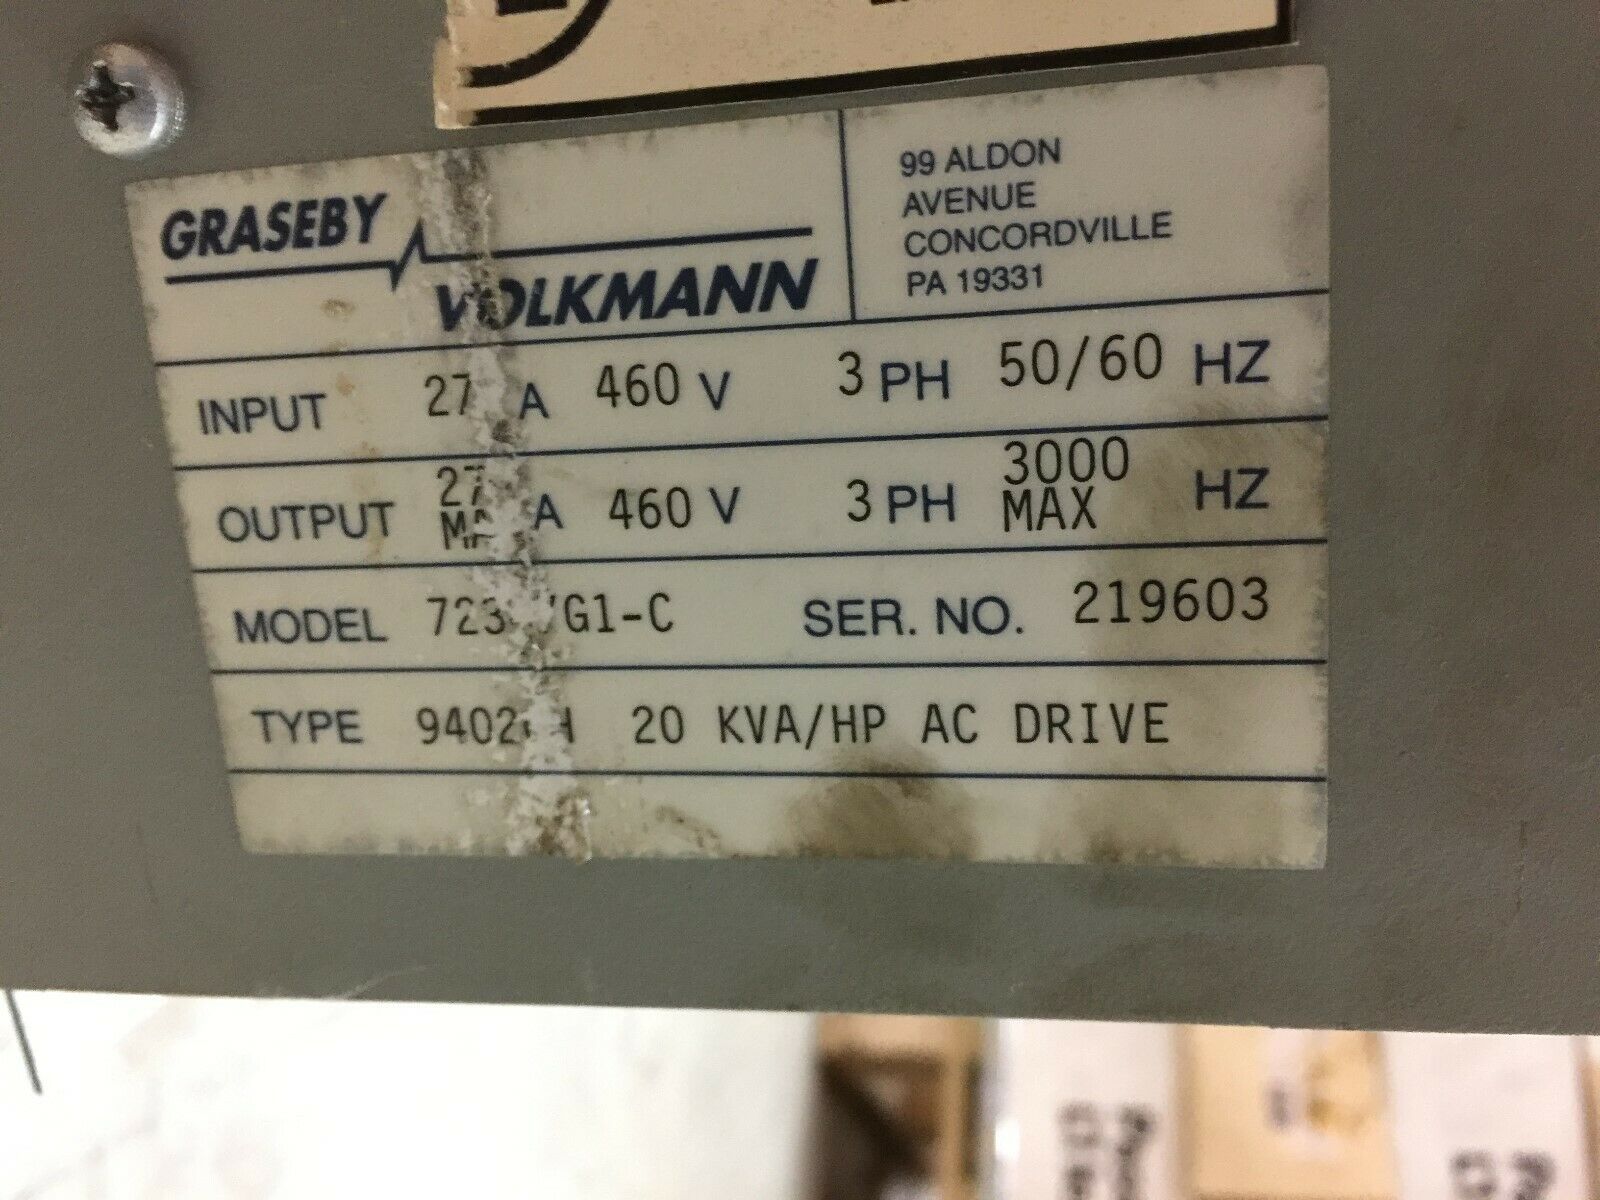 GRASEBY
VOLKMANN
99 ALDON
AVENUE
CONCORDVILLE
PA 19331
INPUT 27 A 460 V 3 PH 50/60 HZ
OUTPUT 27 A 460 V 3 PH 3000 MAX HZ
MODEL SER. NO. 219603
TYPE 20 KVA/HP AC DRIVE